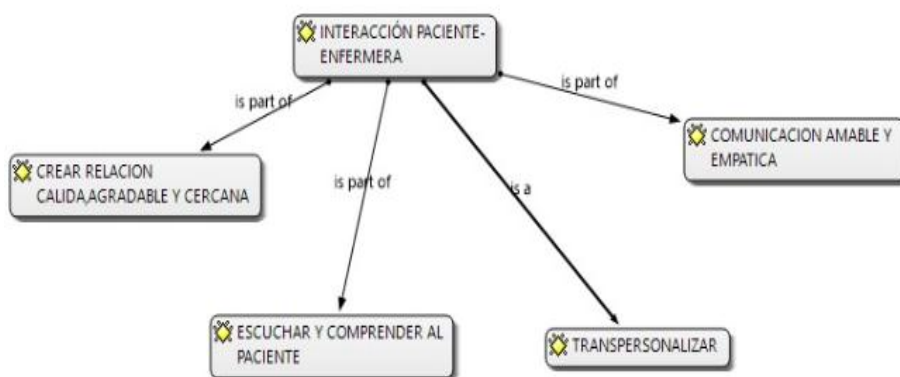 INTERACCIÓN PACIENTE-
ENFERMERA
is part of
is part of
COMUNICACION AMABLE Y
EMPATICA
CREAR RELACION
CALIDA,AGRADABLE Y CERCANA
is part of
is a
ESCUCHAR Y COMPRENDER AL
PACIENTE
TRANSPERSONALIZAR